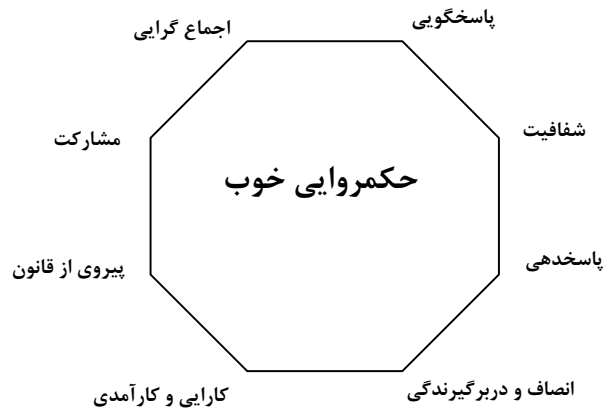 پاسخگویی
اجماع گرایی
شفافیت
مشارکت
حکمروایی خوب
پاسخدهی
پیروی از قانون
انصاف و دربرگیرندگی
کارایی و کارآمدی